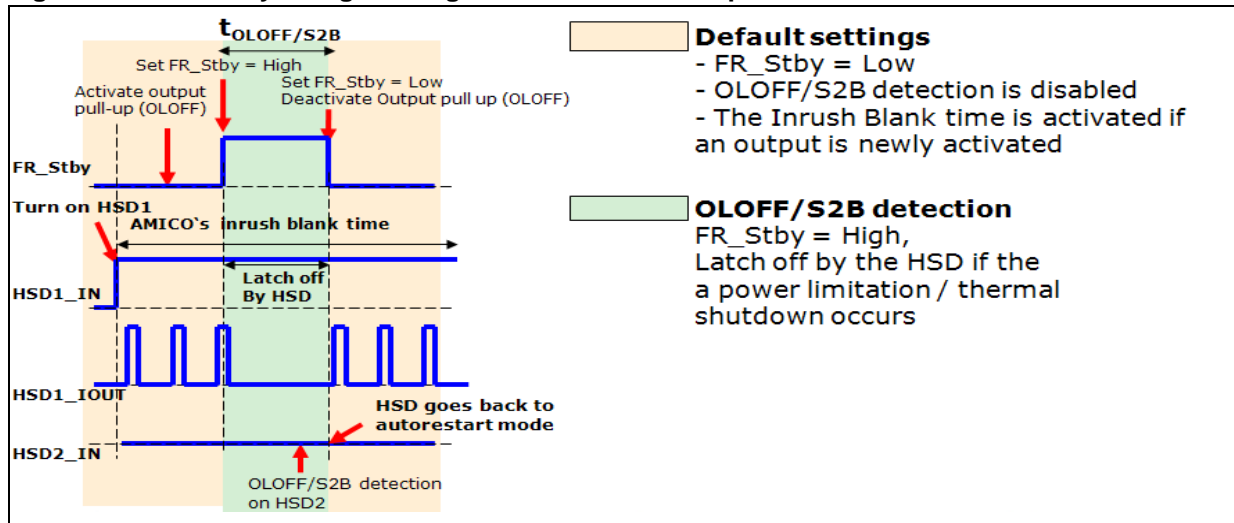 tOLOFF/S2B
Set FR_Stby = High
Set FR_Stby = Low
Deactivate Output pull up (OLOFF)
Activate output
pull-up (OLOFF)
FR_Stby
Turn on HSD1
AMICO's inrush blank time
Latch off
By HSD
HSD1_IN
HSD1_IOUT
HSD goes back to
autorestart mode
HSD2_IN
OLOFF/S2B detection
on HSD2
Default settings
- FR_Stby = Low
- OLOFF/S2B detection is disabled
- The Inrush Blank time is activated if
an output is newly activated
OLOFF/S2B detection
FR_Stby = High,
Latch off by the HSD if the
a power limitation / thermal
shutdown occurs